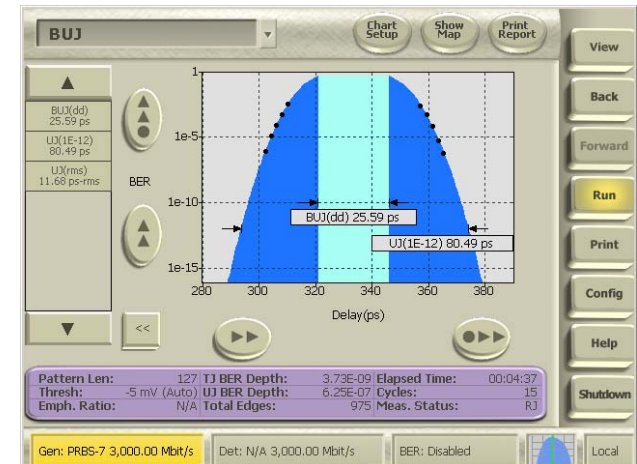 BUJ
Chart Setup
Show Map
Print Report
View
Back
Forward
Run
Print
Config
Help
Shutdown
BUJ(dd)
25.59 ps
UJ(1E-12)
80.49 ps
UJ(rms)
11.68 ps-rms
BER
1
1e-5
1e-10
1e-15
BUJ(dd) 25.59 ps
UJ(1E-12) 80.49 ps
280 300 320 340 360 380
Delay(ps)
<<
Pattern Len: 127 TJ BER Depth: 3.73E-09 Elapsed Time: 00:04:37
Thresh: -5 mV (Auto) UJ BER Depth: 6.25E-07 Cycles: 15
Emph. Ratio: N/A Total Edges: 975 Meas. Status: RJ
Gen: PRBS-7 3,000.00 Mbit/s Det: N/A 3,000.00 Mbit/s BER: Disabled Local